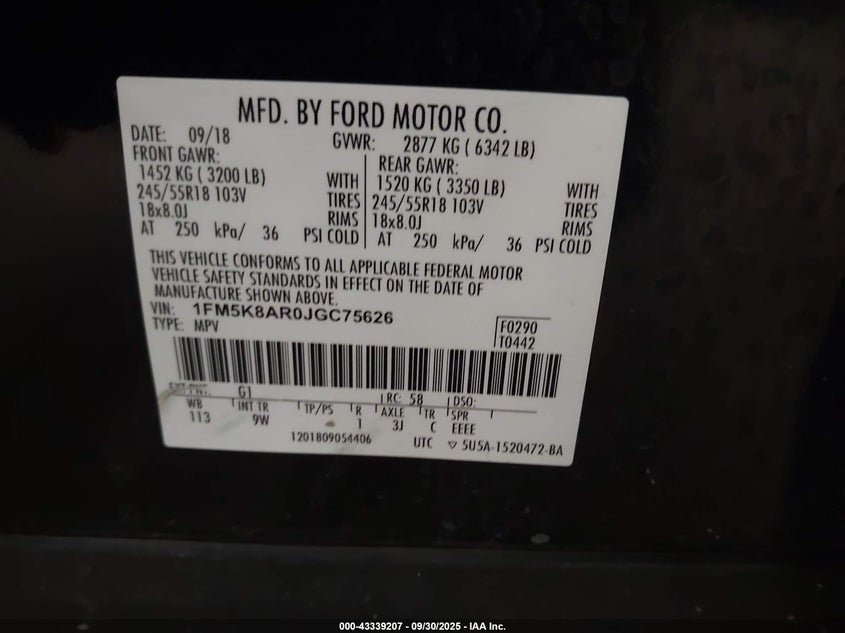 MFD. BY FORD MOTOR CO.
DATE: 09/18 GVWR: 2877 KG ( 6342 LB)
FRONT GAWR: REAR GAWR:
1452 KG ( 3200 LB) WITH 1520 KG ( 3350 LB) WITH
245/55R18 103V TIRES 245/55R18 103V TIRES
18x8.0J RIMS 18x8.0J RIMS
AT 250 kPa/ 36 PSI COLD AT 250 kPa/ 36 PSI COLD
THIS VEHICLE CONFORMS TO ALL APPLICABLE FEDERAL MOTOR
VEHICLE SAFETY STANDARDS IN EFFECT ON THE DATE OF
MANUFACTURE SHOWN ABOVE.
VIN: 1FM5K8AR0JGC75626
TYPE: MPV F0290
T0442
G1 RC: 58 DSO:
WB INT TR TP/PS R AXLE TR SPR
113 9W 1 3J C EEEE
1201809054406 UTC ▽ 5U5A-1520472-BA
000-43339207 - 09/30/2025 - IAA Inc.